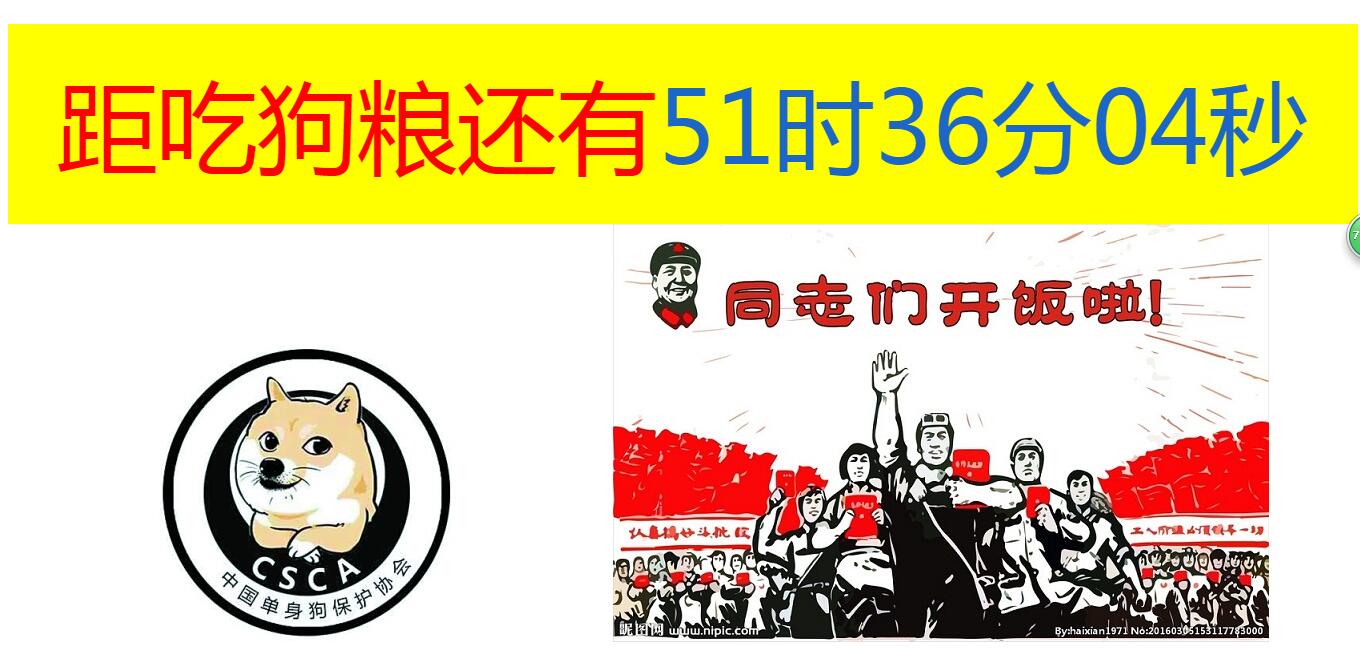 距吃狗粮还有51时36分04秒
同志们开饭啦!
CSCA
中国单身狗保护协会
认真搞好斗批改
工人阶级必须领导一切
昵图网 www.nipic.com
By:haixian1971 No:20160305153117783000
7